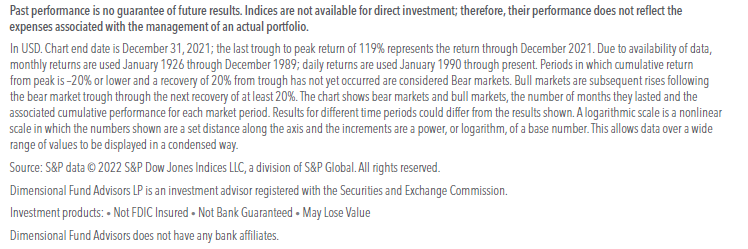 Past performance is no guarantee of future results. Indices are not available for direct investment; therefore, their performance does not reflect the
expenses associated with the management of an actual portfolio.
In USD. Chart end date is December 31, 2021; the last trough to peak return of 119% represents the return through December 2021. Due to availability of data,
monthly returns are used January 1926 through December 1989; daily returns are used January 1990 through present. Periods in which cumulative return
from peak is –20% or lower and a recovery of 20% from trough has not yet occurred are considered Bear markets. Bull markets are subsequent rises following
the bear market trough through the next recovery of at least 20%. The chart shows bear markets and bull markets, the number of months they lasted and the
associated cumulative performance for each market period. Results for different time periods could differ from the results shown. A logarithmic scale is a nonlinear
scale in which the numbers shown are a set distance along the axis and the increments are a power, or logarithm, of a base number. This allows data over a wide
range of values to be displayed in a condensed way.
Source: S&P data © 2022 S&P Dow Jones Indices LLC, a division of S&P Global. All rights reserved.
Dimensional Fund Advisors LP is an investment advisor registered with the Securities and Exchange Commission.
Investment products: • Not FDIC Insured • Not Bank Guaranteed • May Lose Value
Dimensional Fund Advisors does not have any bank affiliates.